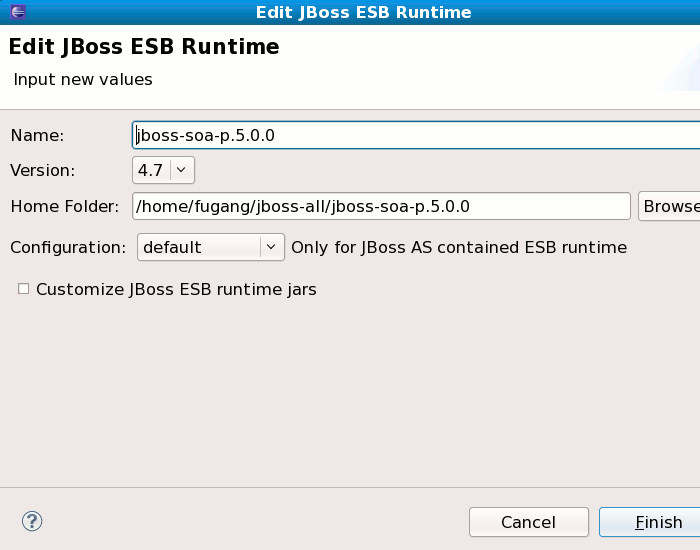 Edit JBoss ESB Runtime
Edit JBoss ESB Runtime
Input new values
Name: jboss-soa-p.5.0.0
Version: 4.7
Home Folder: /home/fugang/jboss-all/jboss-soa-p.5.0.0 Browse
Configuration: default Only for JBoss AS contained ESB runtime
Customize JBoss ESB runtime jars
? Cancel Finish